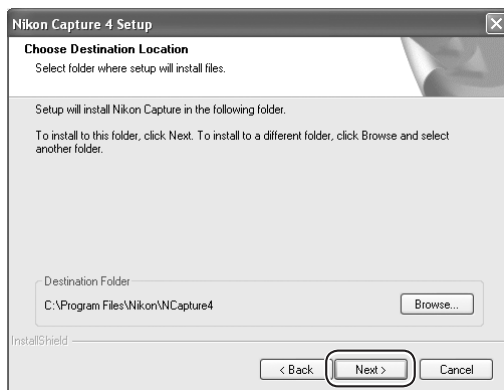 Nikon Capture 4 Setup
Choose Destination Location
Select folder where setup will install files.
Setup will install Nikon Capture in the following folder.
To install to this folder, click Next. To install to a different folder, click Browse and select
another folder.
Destination Folder
C:\Program Files\Nikon\NCapture4
Browse...
InstallShield
< Back
Next >
Cancel